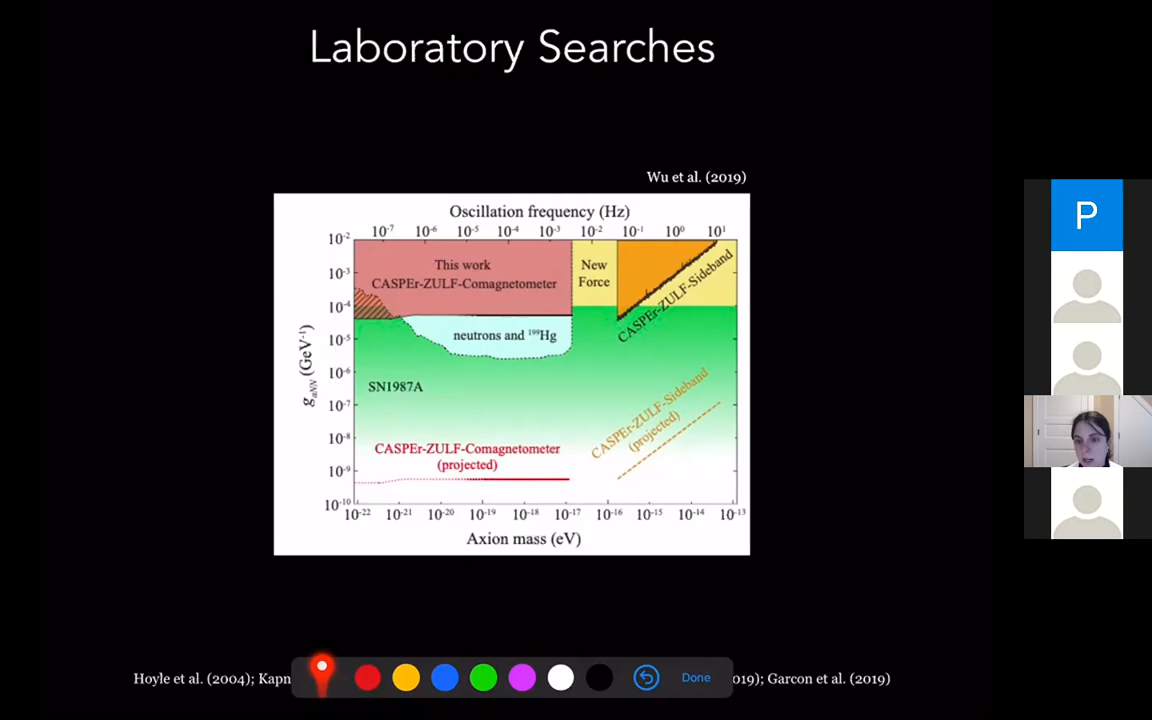 Laboratory Searches
Wu et al. (2019)
Oscillation frequency (Hz)
10⁻⁷ 10⁻⁶ 10⁻⁵ 10⁻⁴ 10⁻³ 10⁻² 10⁻¹ 10⁰ 10¹
10⁻²
10⁻³
10⁻⁴
10⁻⁵
10⁻⁶
10⁻⁷
10⁻⁸
10⁻⁹
10⁻¹⁰
gₐNN (GeV⁻¹)
This work
CASPEr-ZULF-Comagnetometer
New
Force
CASPEr-ZULF-Sideband
neutrons and ¹⁹⁹Hg
SN1987A
CASPEr-ZULF-Sideband
(projected)
CASPEr-ZULF-Comagnetometer
(projected)
10⁻²² 10⁻²¹ 10⁻²⁰ 10⁻¹⁹ 10⁻¹⁸ 10⁻¹⁷ 10⁻¹⁶ 10⁻¹⁵ 10⁻¹⁴ 10⁻¹³
Axion mass (eV)
P
Hoyle et al. (2004); Kapn
Done
019); Garcon et al. (2019)